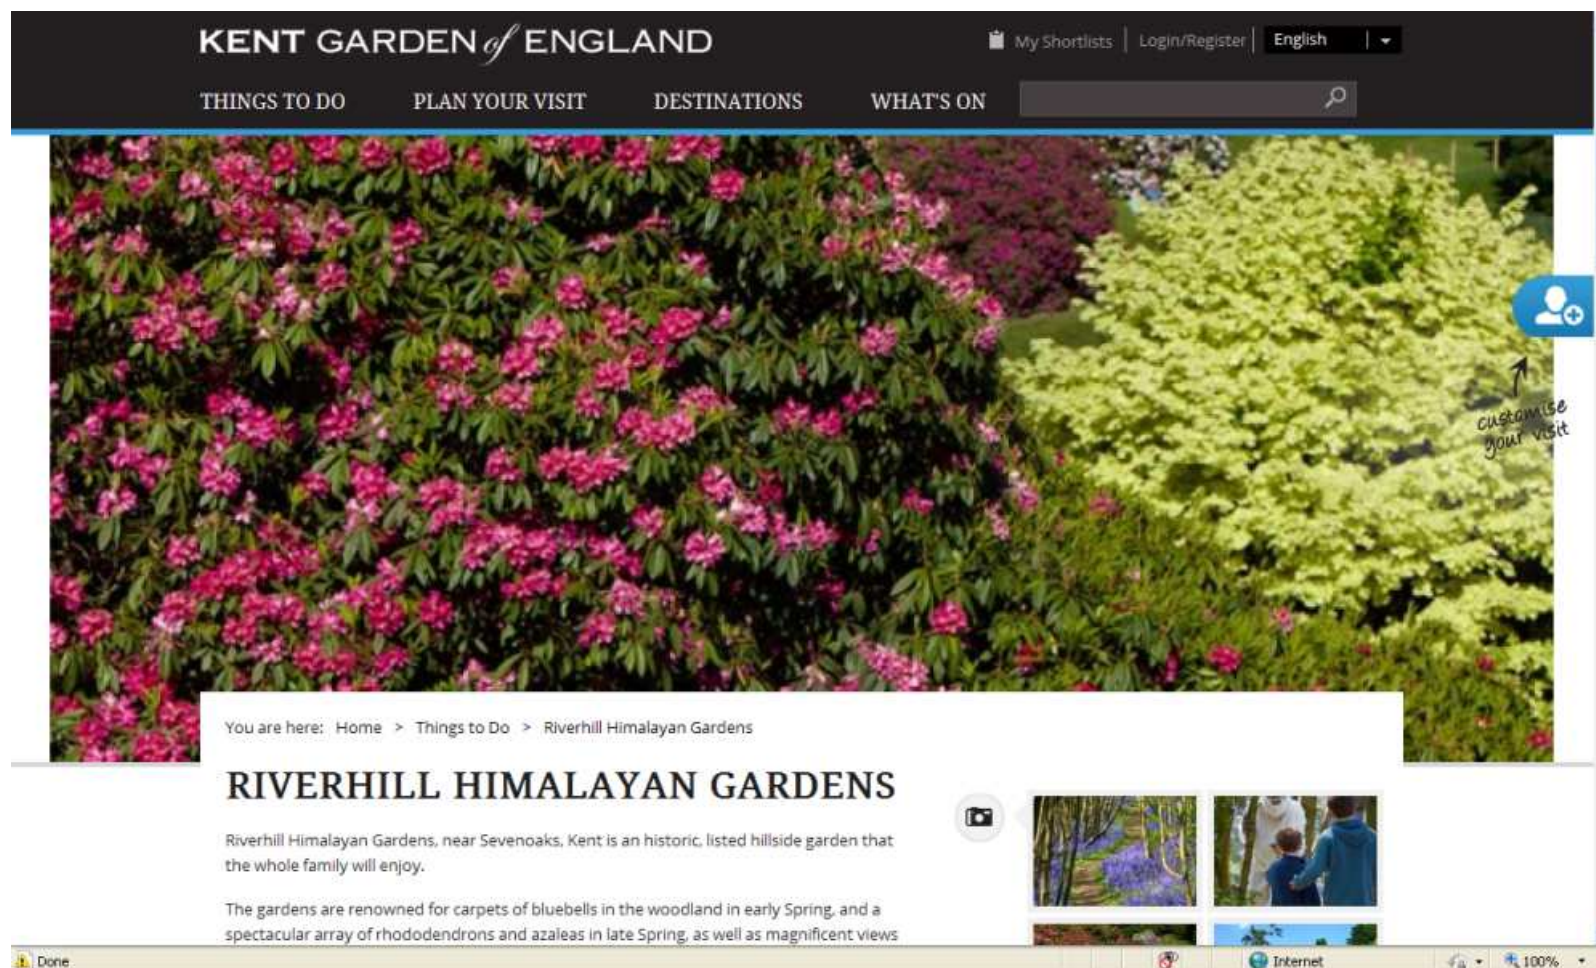 KENT GARDEN of ENGLAND
My Shortlists | Login/Register | English
THINGS TO DO PLAN YOUR VISIT DESTINATIONS WHAT'S ON
customise
your visit
You are here: Home > Things to Do > Riverhill Himalayan Gardens
RIVERHILL HIMALAYAN GARDENS
Riverhill Himalayan Gardens, near Sevenoaks, Kent is an historic, listed hillside garden that
the whole family will enjoy.
The gardens are renowned for carpets of bluebells in the woodland in early Spring, and a
spectacular array of rhododendrons and azaleas in late Spring, as well as magnificent views
Done Internet 100%